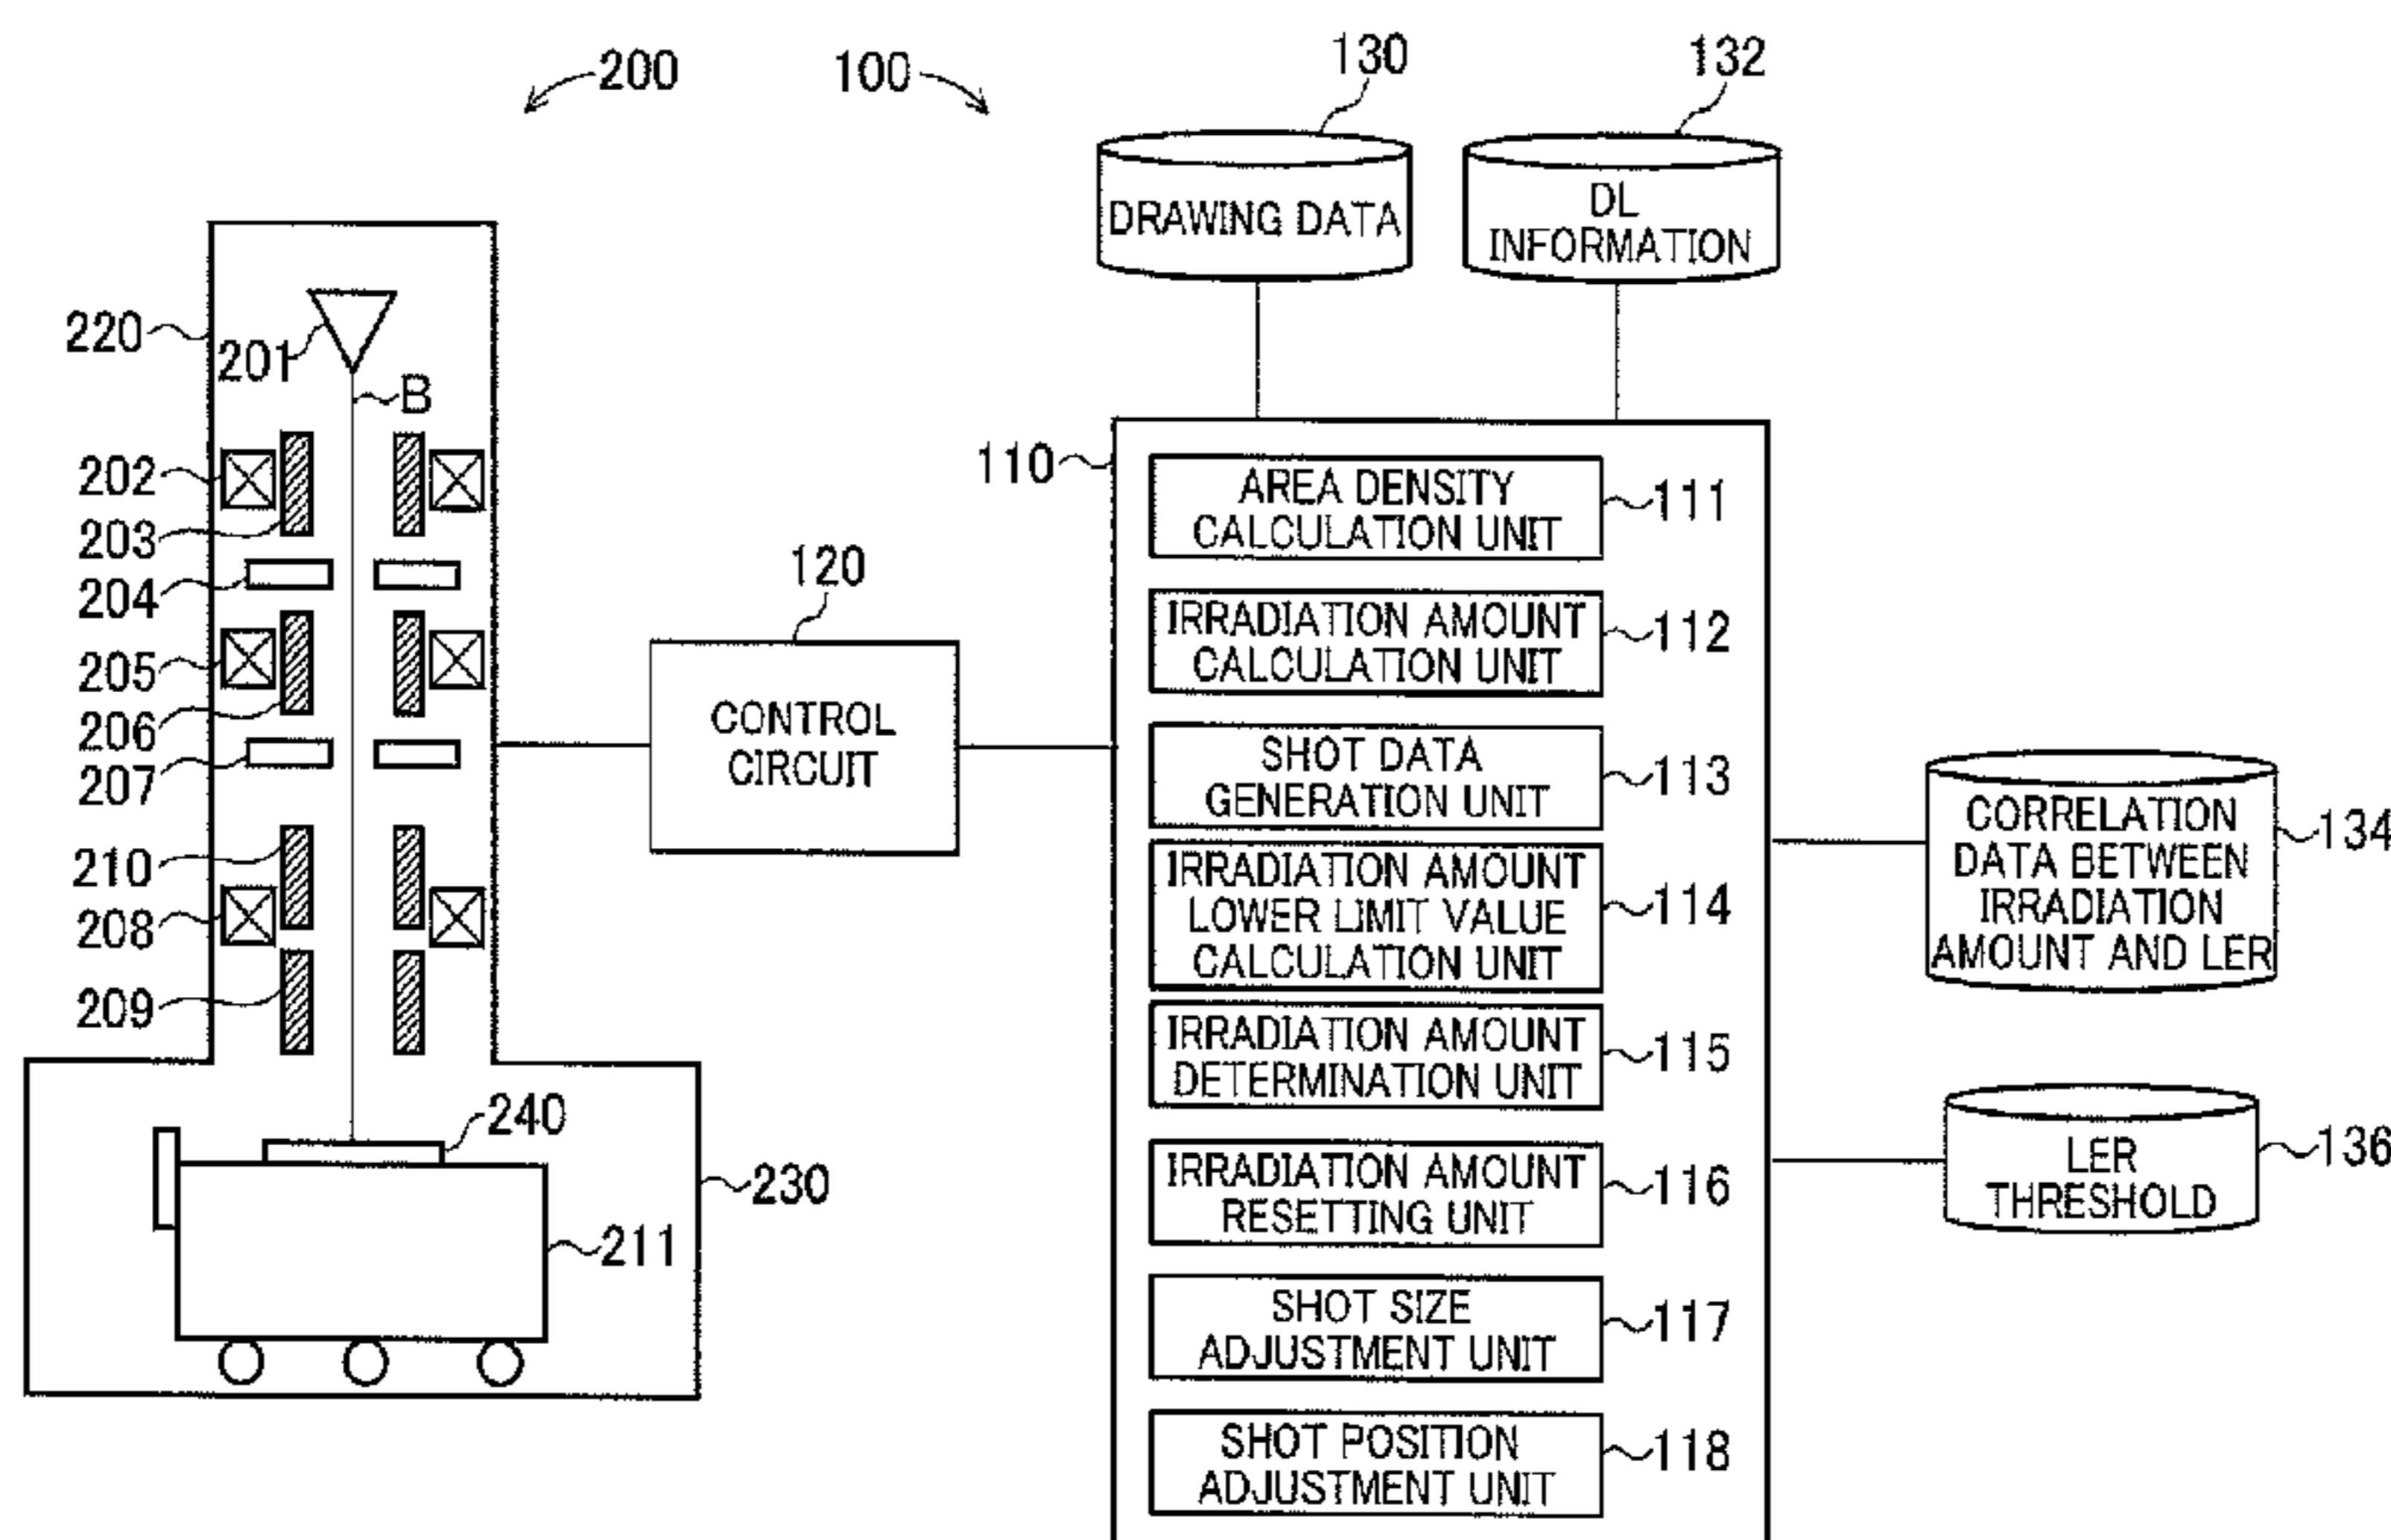 200
100
130
132
DRAWING DATA
DL
INFORMATION
220
201
B
202
203
204
205
206
207
210
208
209
240
230
211
120
CONTROL
CIRCUIT
110
AREA DENSITY
CALCULATION UNIT
111
IRRADIATION AMOUNT
CALCULATION UNIT
112
SHOT DATA
GENERATION UNIT
113
IRRADIATION AMOUNT
LOWER LIMIT VALUE
CALCULATION UNIT
114
IRRADIATION AMOUNT
DETERMINATION UNIT
115
IRRADIATION AMOUNT
RESETTING UNIT
116
SHOT SIZE
ADJUSTMENT UNIT
117
SHOT POSITION
ADJUSTMENT UNIT
118
CORRELATION
DATA BETWEEN
IRRADIATION
AMOUNT AND LER
134
LER
THRESHOLD
136